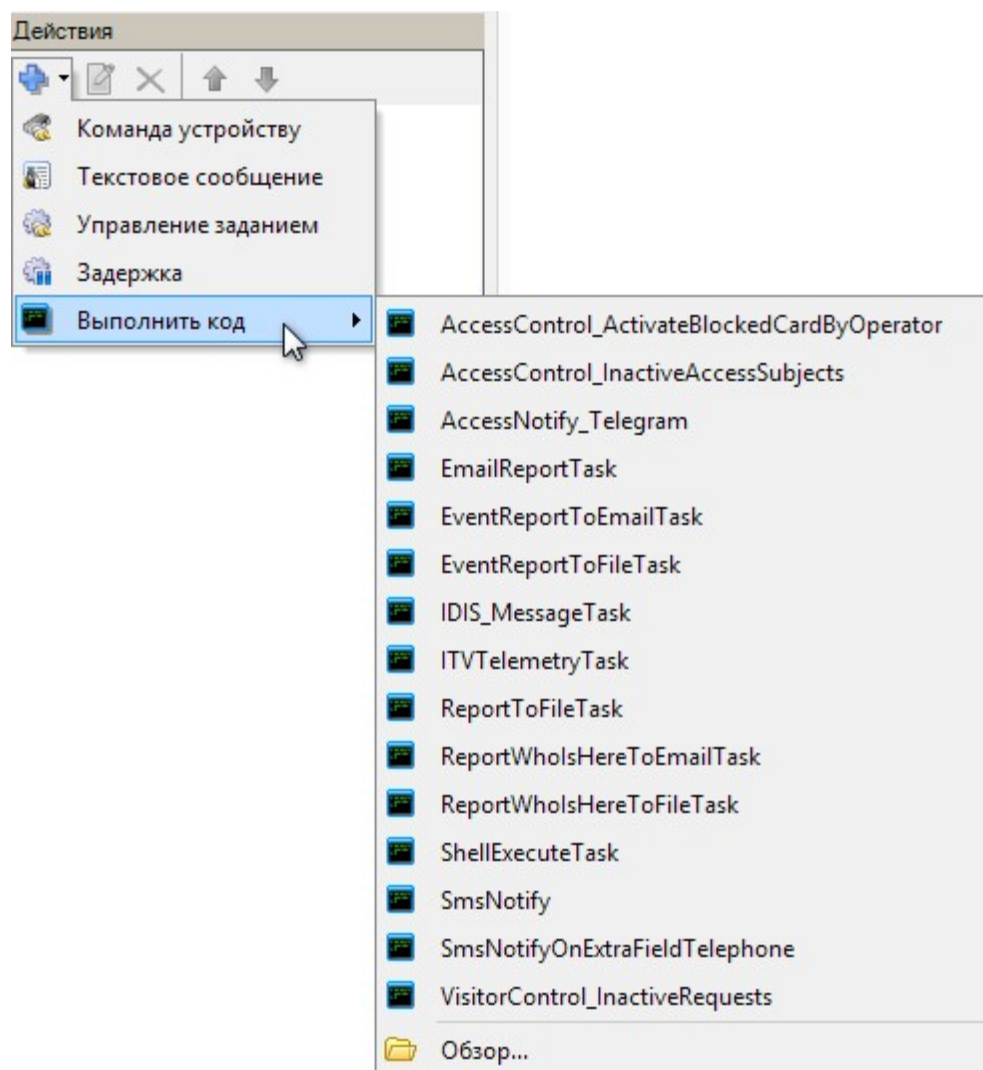 Действия
Команда устройству
Текстовое сообщение
Управление заданием
Задержка
Выполнить код
AccessControl_ActivateBlockedCardByOperator
AccessControl_InactiveAccessSubjects
AccessNotify_Telegram
EmailReportTask
EventReportToEmailTask
EventReportToFileTask
IDIS_MessageTask
ITVTelemetryTask
ReportToFileTask
ReportWhoIsHereToEmailTask
ReportWhoIsHereToFileTask
ShellExecuteTask
SmsNotify
SmsNotifyOnExtraFieldTelephone
VisitorControl_InactiveRequests
Обзор...